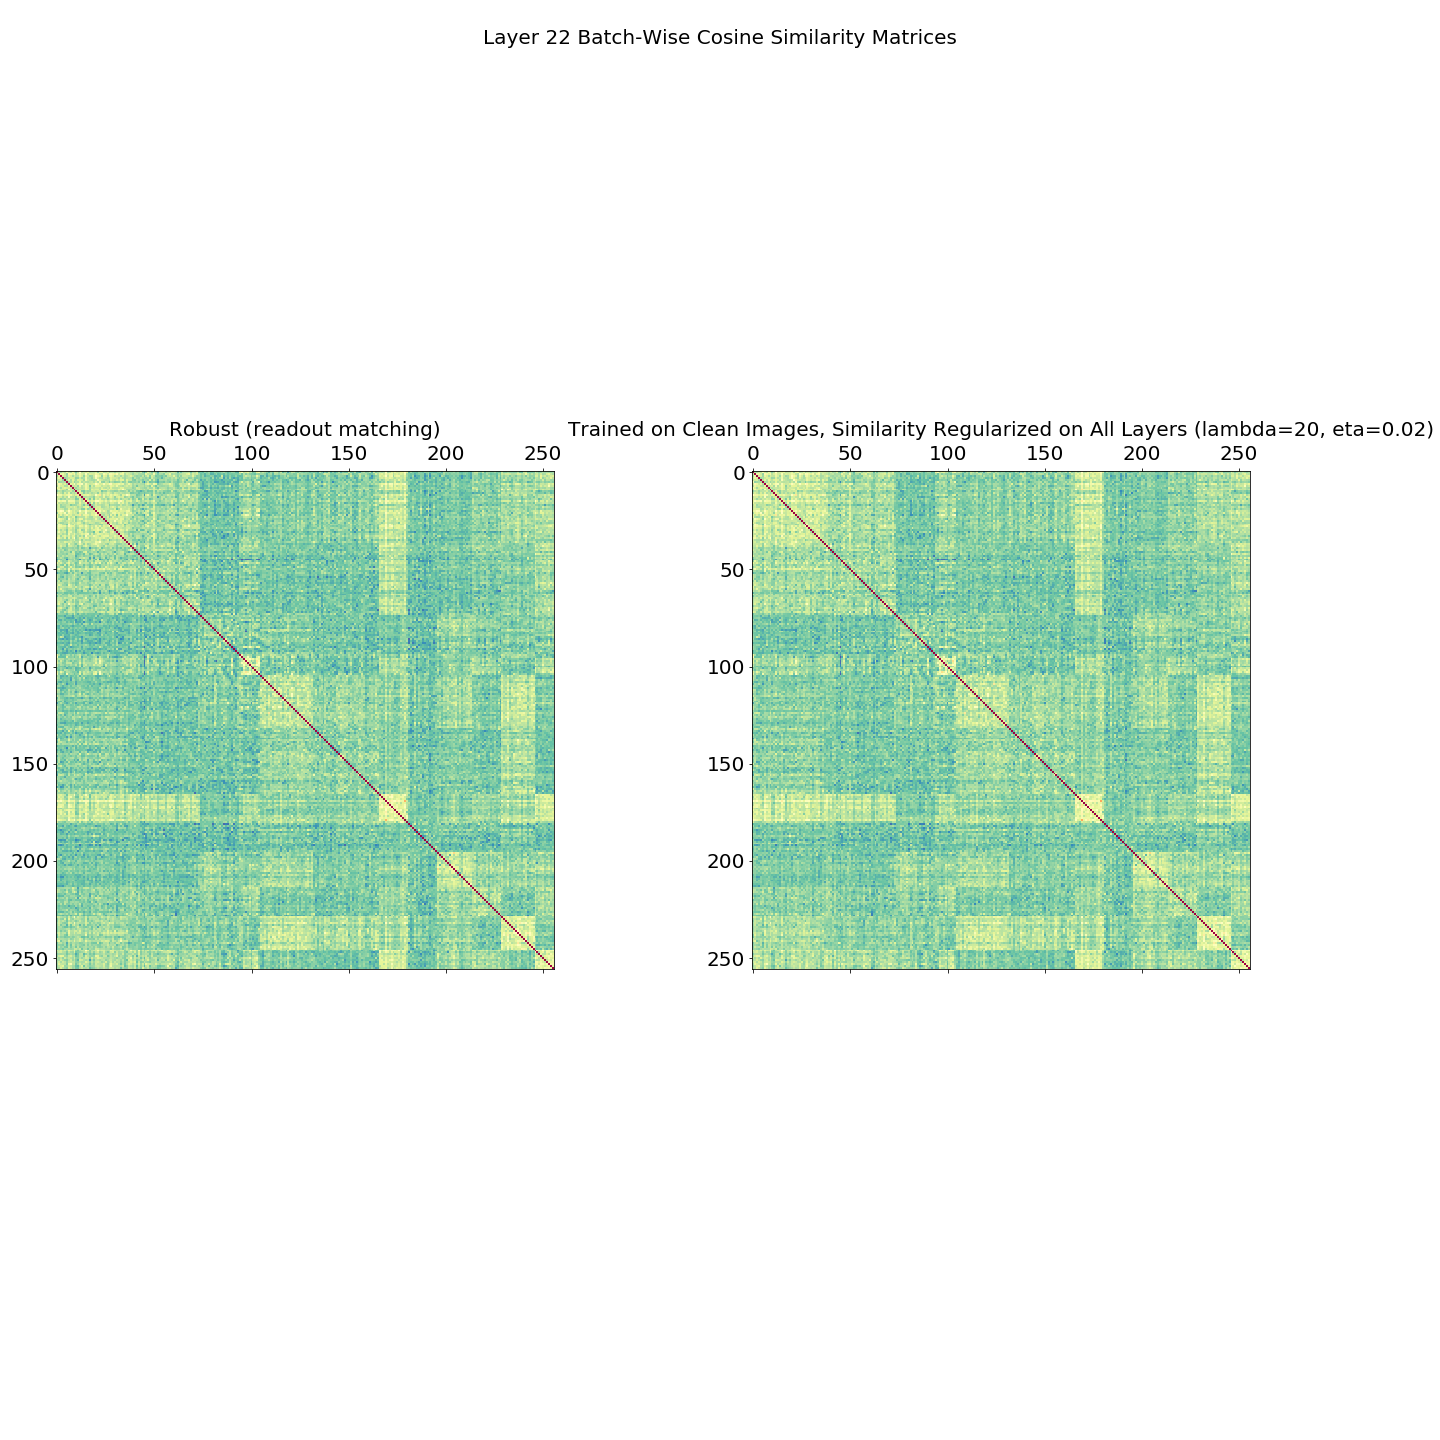 Layer 22 Batch-Wise Cosine Similarity Matrices
Robust (readout matching)
0 50 100 150 200 250
0
50
100
150
200
250
Trained on Clean Images, Similarity Regularized on All Layers (lambda=20, eta=0.02)
0 50 100 150 200 250
0
50
100
150
200
250